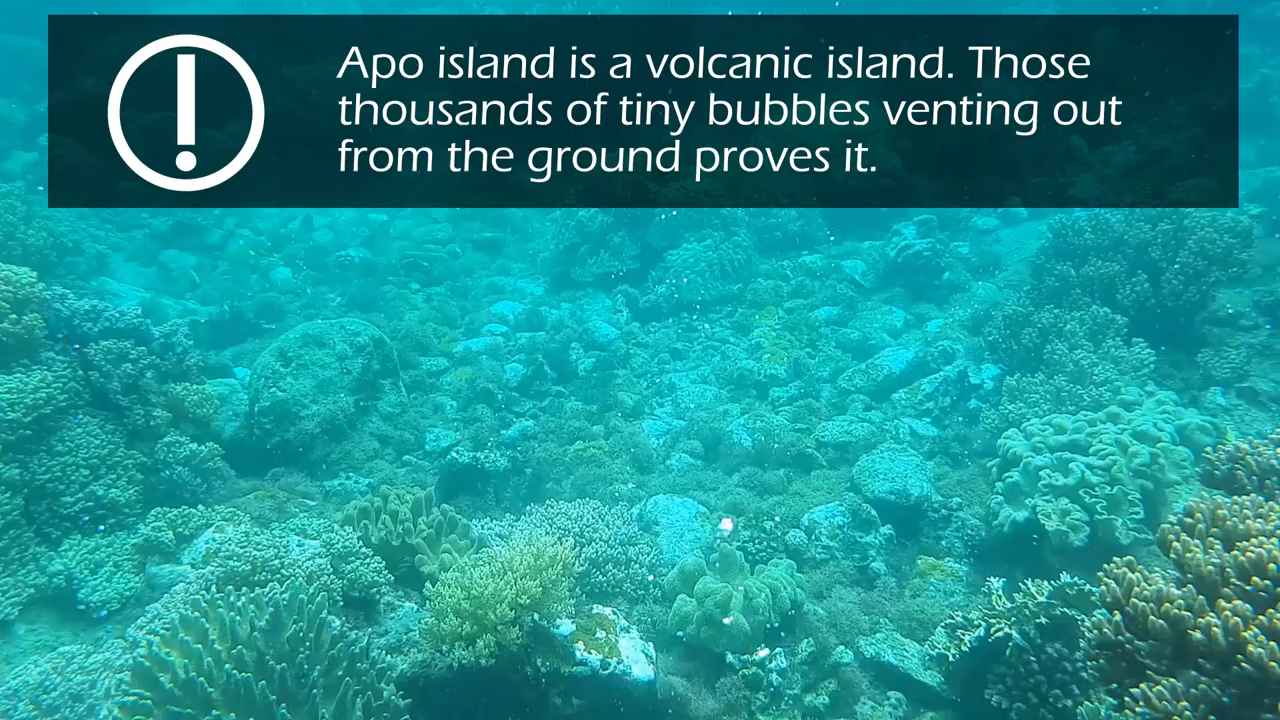 Apo island is a volcanic island. Those
thousands of tiny bubbles venting out
from the ground proves it.